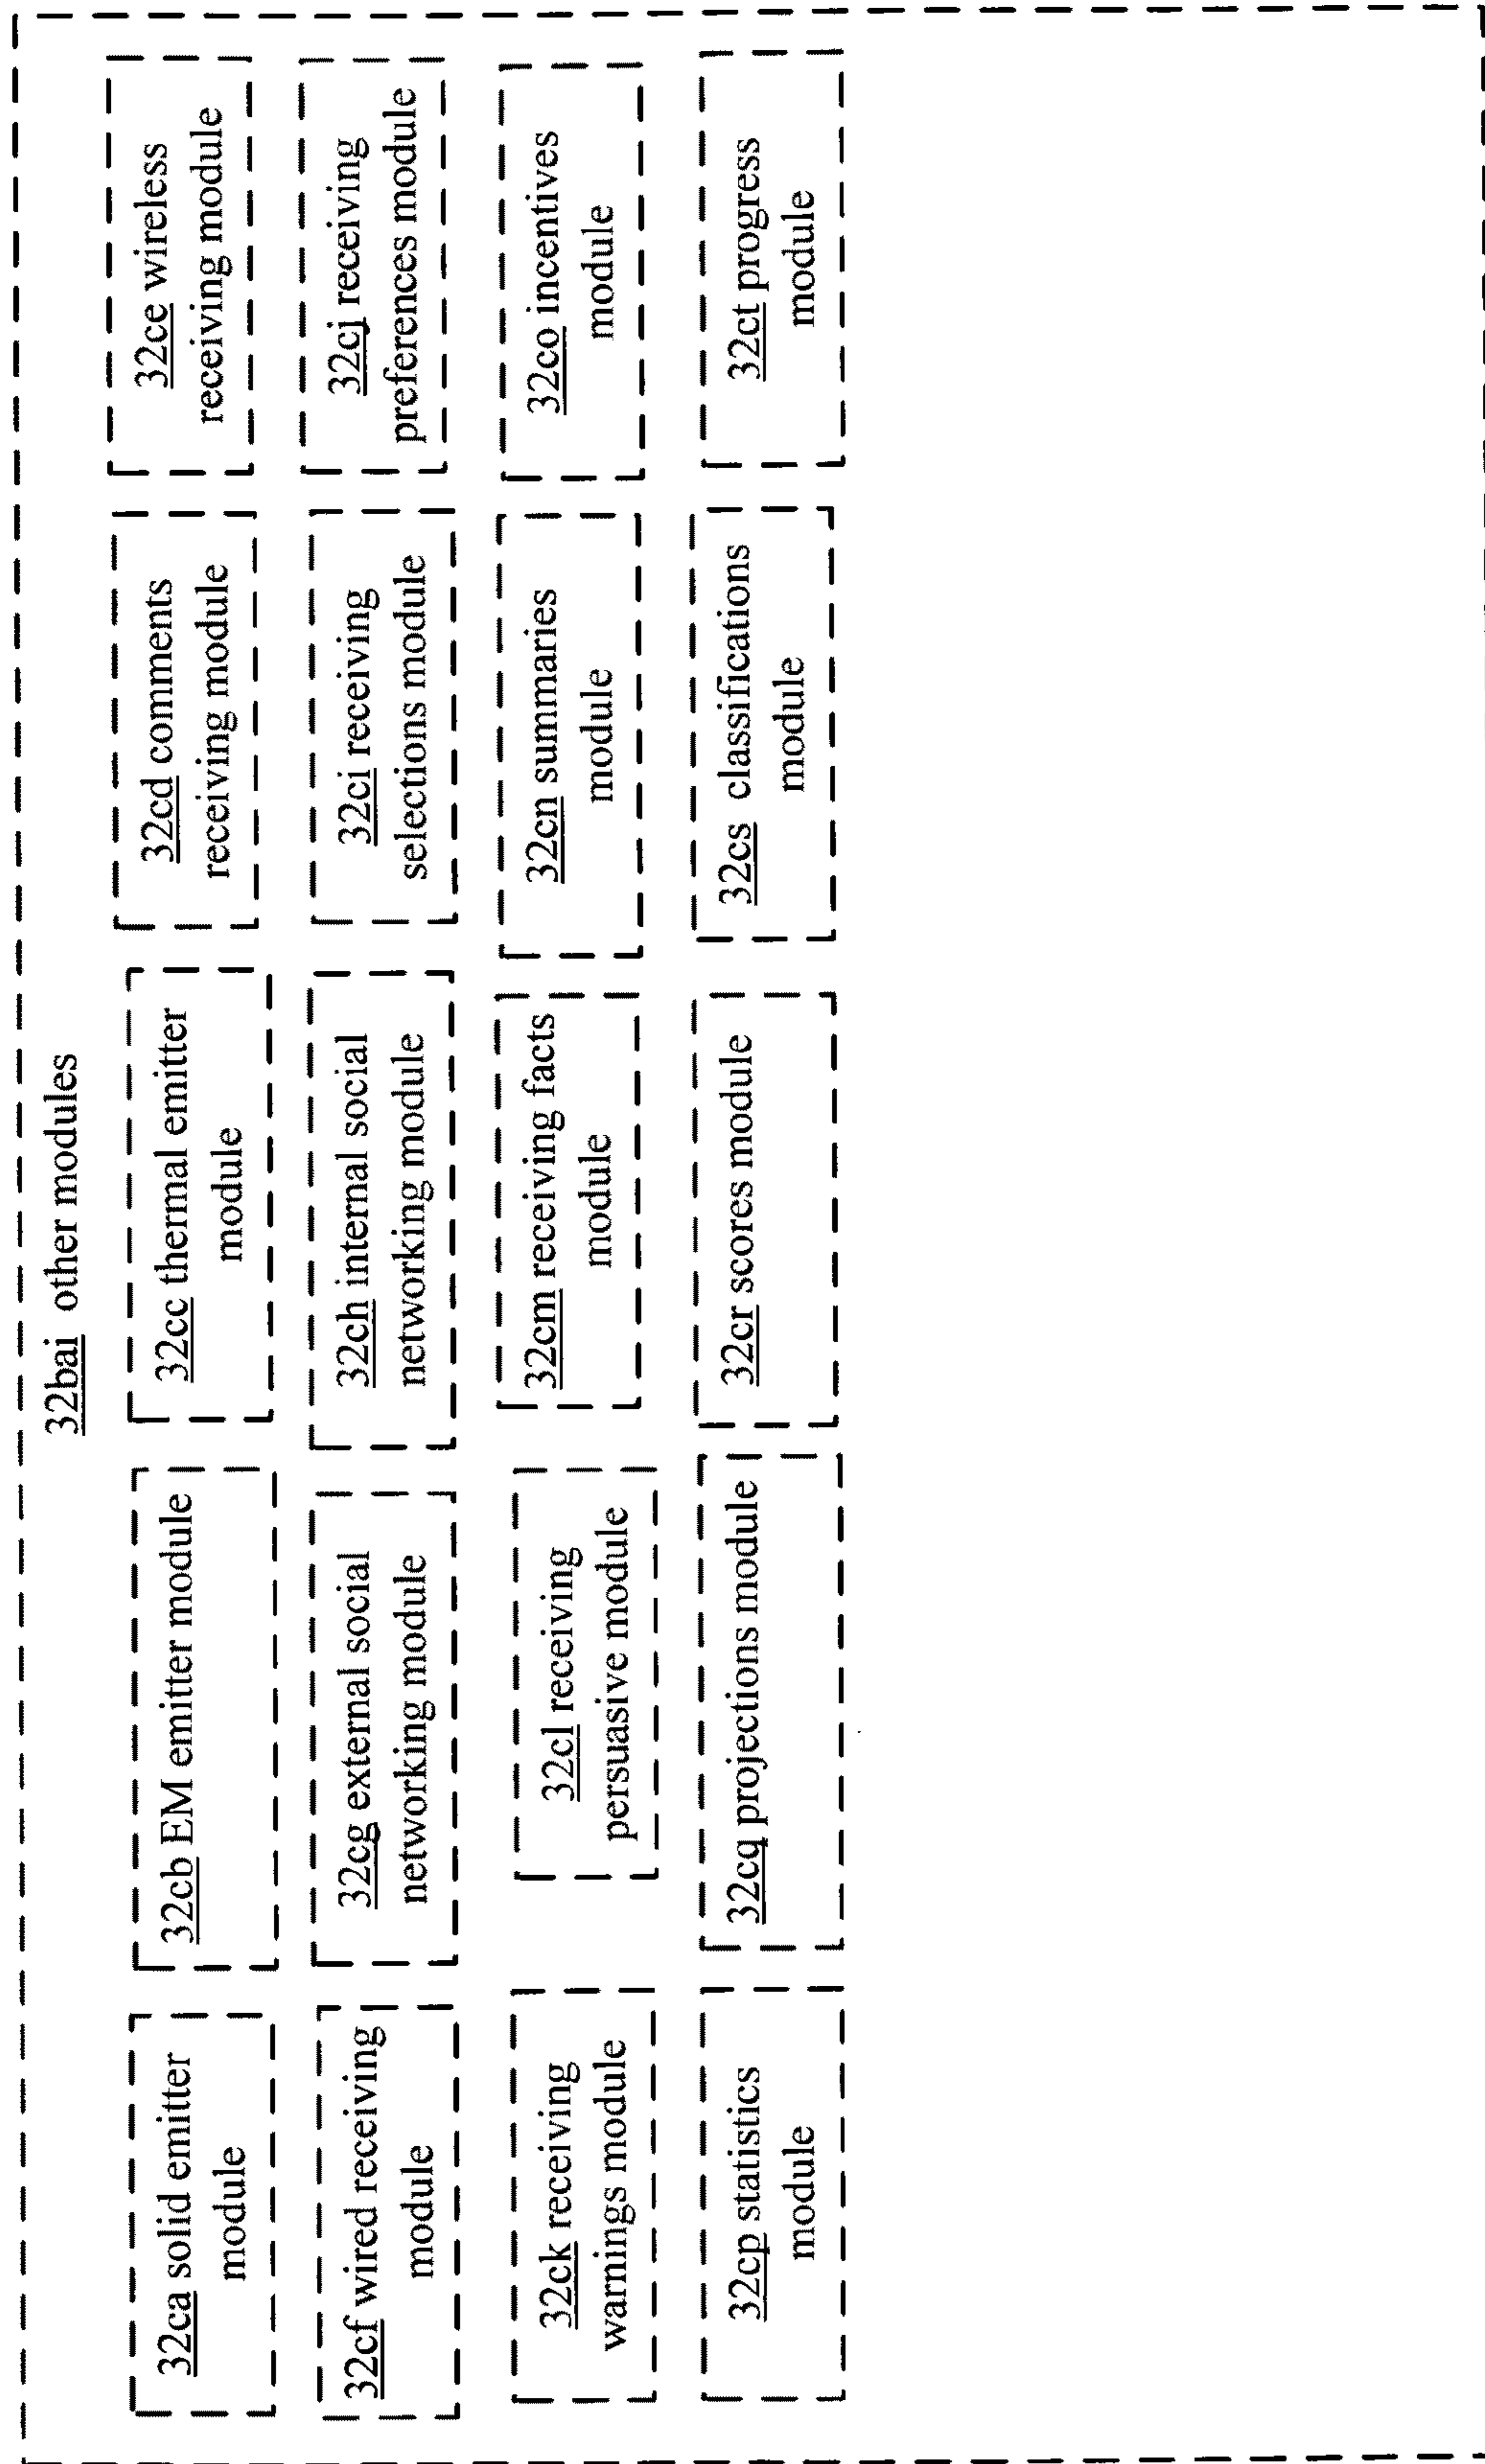 32bai other modules
32ca solid emitter
module
32cb EM emitter module
32cc thermal emitter
module
32cd comments
receiving module
32ce wireless
receiving module
32cf wired receiving
module
32cg external social
networking module
32ch internal social
networking module
32ci receiving
selections module
32cj receiving
preferences module
32ck receiving
warnings module
32cl receiving
persuasive module
32cm receiving facts
module
32cn summaries
module
32co incentives
module
32cp statistics
module
32cq projections module
32cr scores module
32cs classifications
module
32ct progress
module